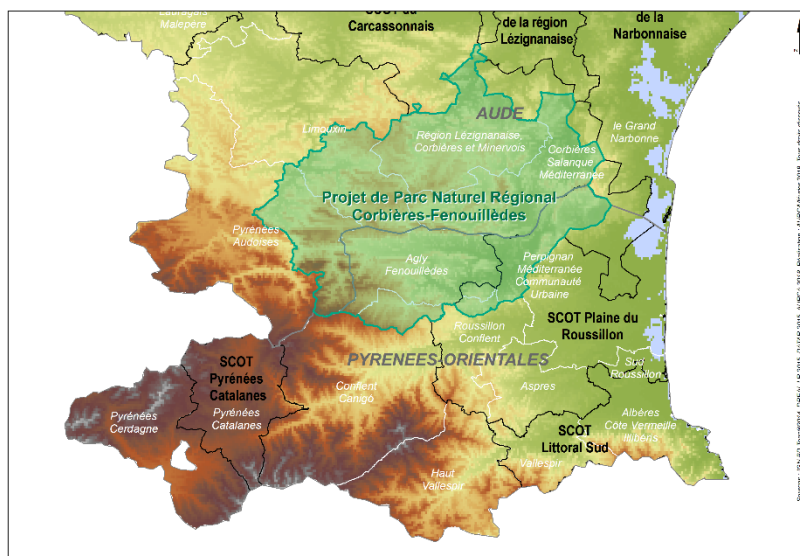 Lauragais
Malepère
SCOT du
Carcassonnais
de la région
Lézignanaise
de la
Narbonnaise
AUDE
Limouxin
Région Lézignanaise,
Corbières et Minervois
Corbières
Salanque
Méditerranée
le Grand
Narbonne
Projet de Parc Naturel Régional
Corbières-Fenouillèdes
Pyrénées
Audoises
Agly
Fenouillèdes
Perpignan
Méditerranée
Communauté
Urbaine
SCOT Plaine du
Roussillon
Roussillon
Conflent
PYRENEES-ORIENTALES
SCOT
Pyrénées
Catalanes
Pyrénées
Catalanes
Conflent
Canigó
Aspres
Sud
Roussillon
Pyrénées
Cerdagne
SCOT
Littoral Sud
Albères
Côte Vermeille
Illibéris
Vallespir
Haut
Vallespir